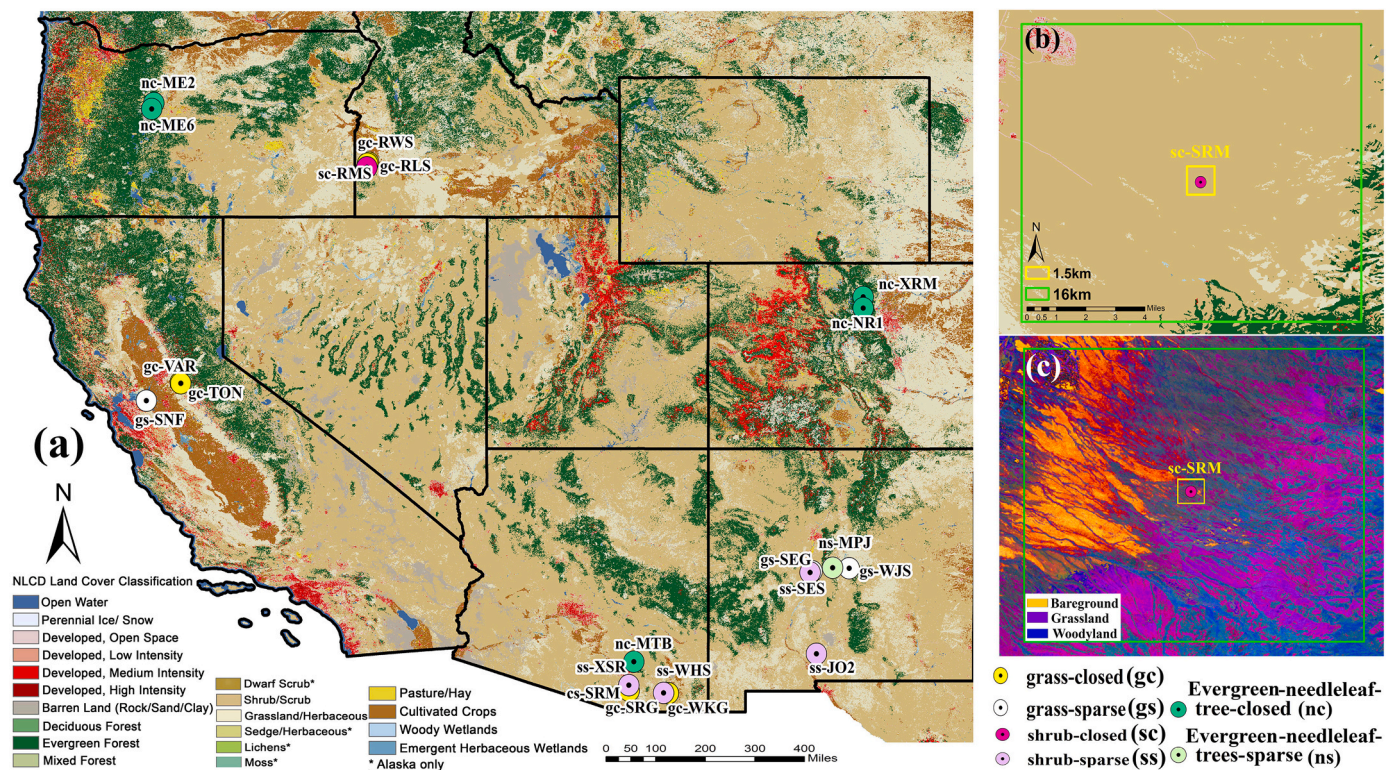 nc-ME2
nc-ME6
gc-RWS
sc-RMS
gc-RLS
nc-XRM
nc-NR1
gc-VAR
gc-TON
gs-SNF
(a)
N
ns-MPJ
gs-SEG
gs-WJS
ss-SES
nc-MTB
ss-XSR
ss-WHS
ss-JO2
cs-SRM
gc-SRG
gc-WKG
NLCD Land Cover Classification
Open Water
Perennial Ice/ Snow
Developed, Open Space
Developed, Low Intensity
Developed, Medium Intensity
Developed, High Intensity
Barren Land (Rock/Sand/Clay)
Deciduous Forest
Evergreen Forest
Mixed Forest
Dwarf Scrub*
Shrub/Scrub
Grassland/Herbaceous
Sedge/Herbaceous*
Lichens*
Moss*
Pasture/Hay
Cultivated Crops
Woody Wetlands
Emergent Herbaceous Wetlands
* Alaska only
0 50 100 200 300 400
Miles
(b)
sc-SRM
N
1.5km
16km
Miles
0 0.5 1 2 3 4
(c)
sc-SRM
Bareground
Grassland
Woodyland
grass-closed (gc)
grass-sparse (gs)
shrub-closed (sc)
shrub-sparse (ss)
Evergreen-needleleaf-
tree-closed (nc)
Evergreen-needleleaf-
trees-sparse (ns)